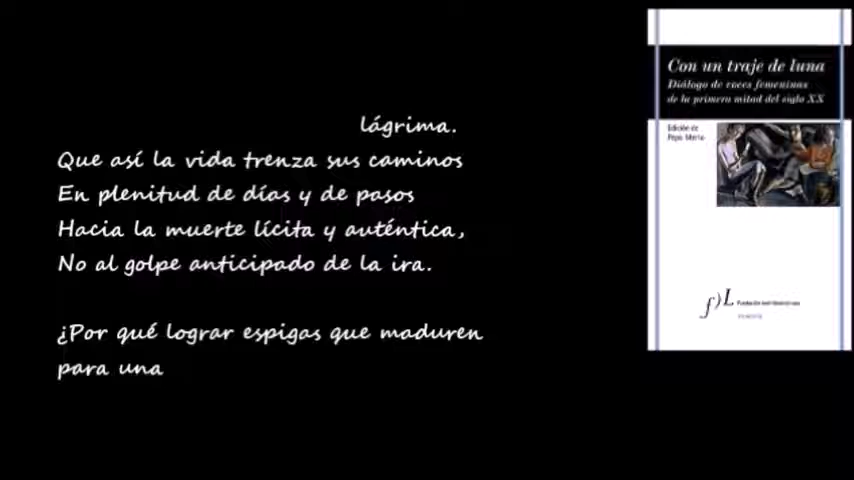 lágrima.
Que así la vida trenza sus caminos
En plenitud de días y de pasos
Hacia la muerte lícita y auténtica,
No al golpe anticipado de la ira.
¿Por qué lograr espigas que maduren
para una
Con un traje de luna
Diálogo de voces femeninas
de la primera mitad del siglo XX
Edición de
Pepa Merlo